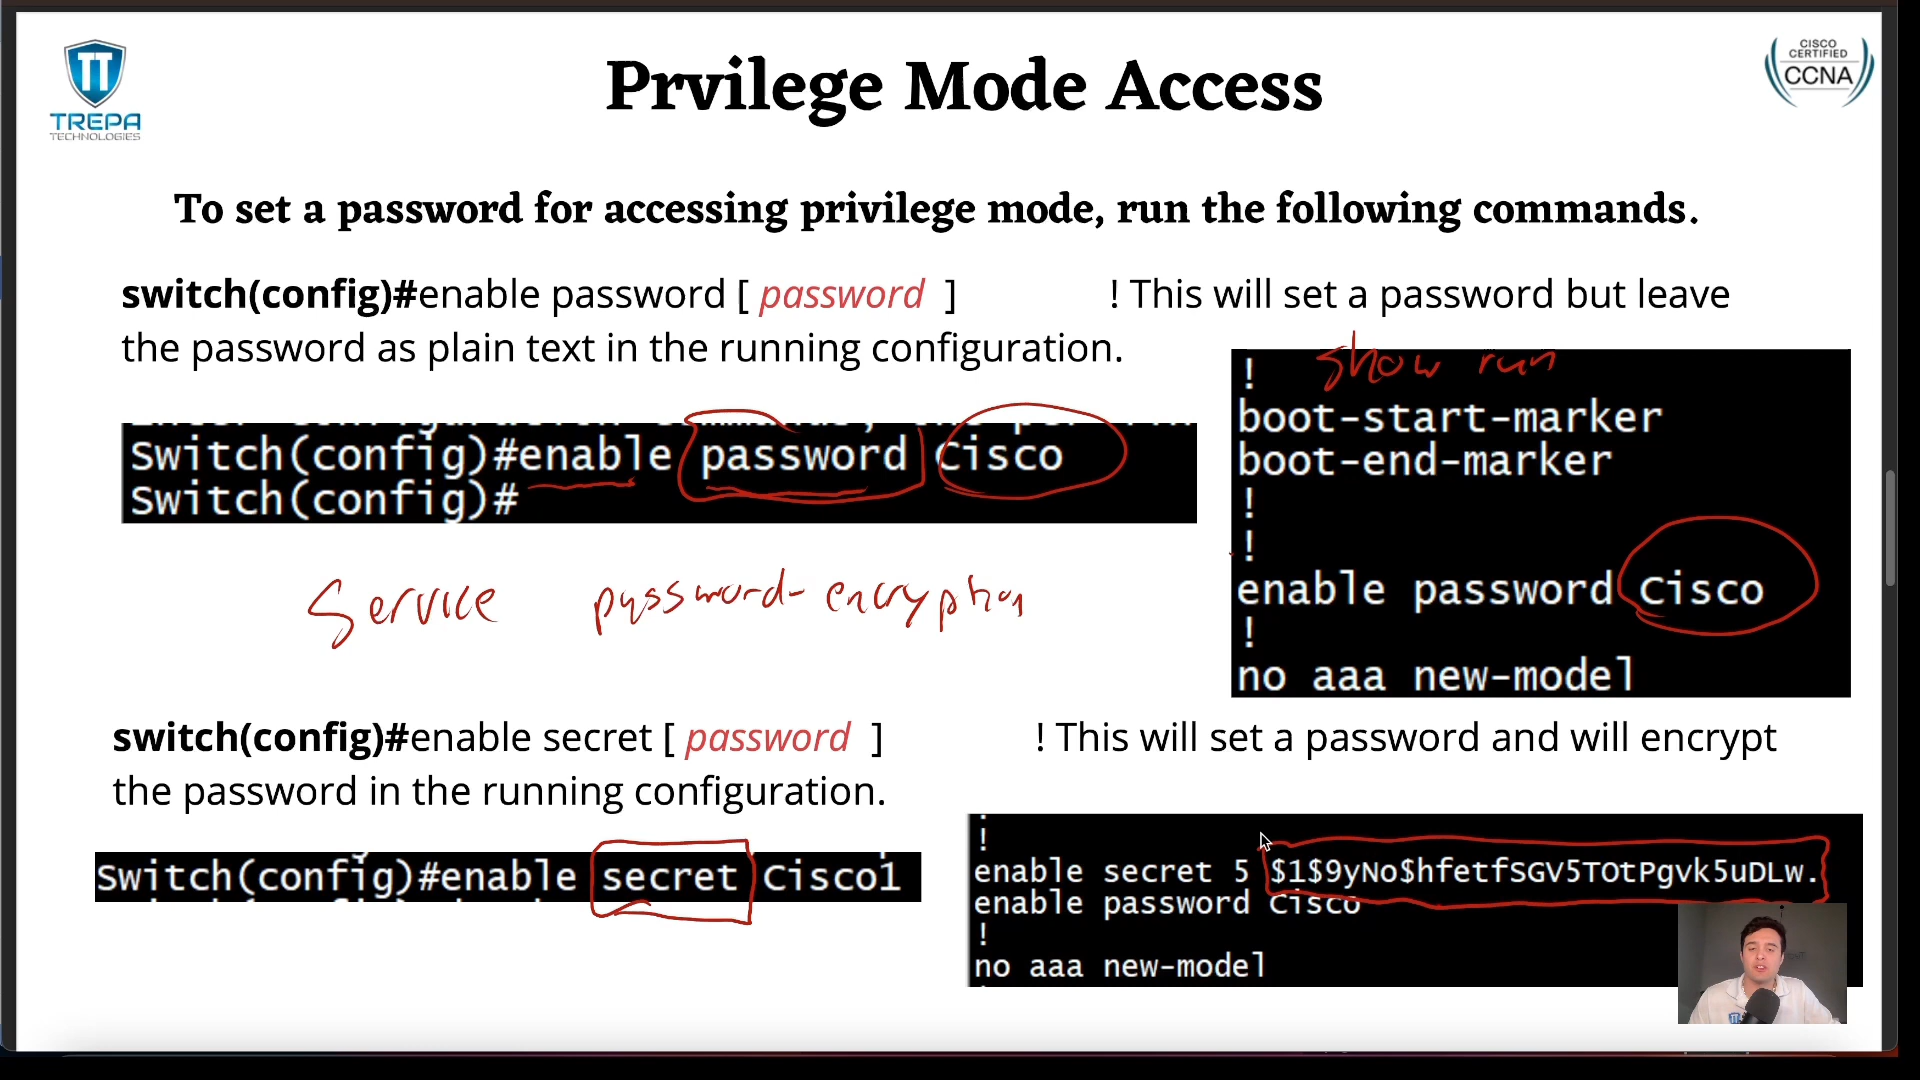 TREPA
TECHNOLOGIES
CISCO
CERTIFIED
CCNA
Prvilege Mode Access
To set a password for accessing privilege mode, run the following commands.
switch(config)#enable password [ password ] ! This will set a password but leave
the password as plain text in the running configuration.
Switch(config)#enable password Cisco
Switch(config)#
show run
!
boot-start-marker
boot-end-marker
!
!
enable password Cisco
!
no aaa new-model
Service password-encryption
switch(config)#enable secret [ password ] ! This will set a password and will encrypt
the password in the running configuration.
Switch(config)#enable secret Cisco1
!
enable secret 5 $1$9yNo$hfetfSGV5TOtPgvk5uDLw.
enable password Cisco
!
no aaa new-model